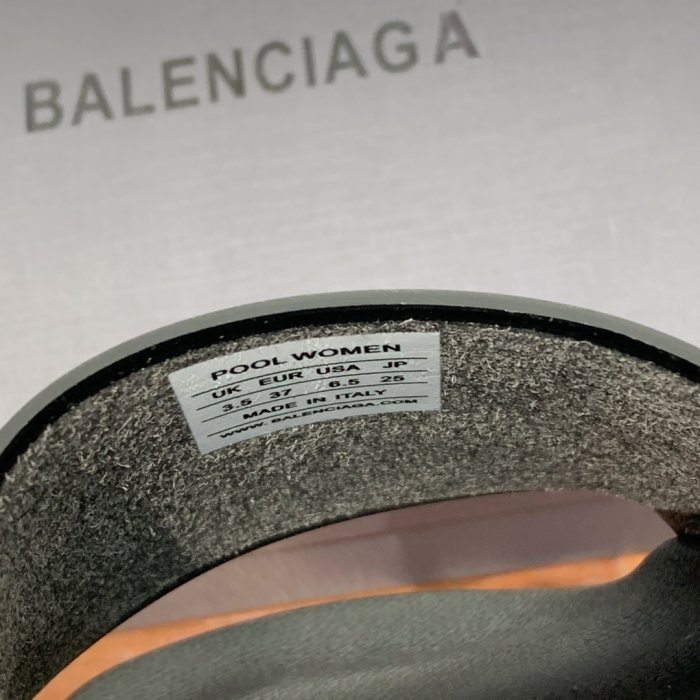 BALENCIAGA
POOL WOMEN
UK EUR USA JP
3.5 37 6.5 25
MADE IN ITALY
WWW.BALENCIAGA.COM